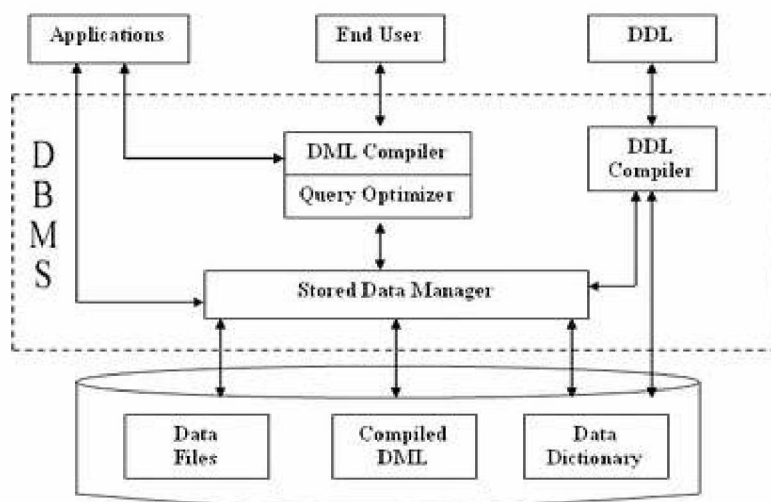 Applications
End User
DDL
DBMS
DML Compiler
Query Optimizer
DDL
Compiler
Stored Data Manager
Data
Files
Compiled
DML
Data
Dictionary